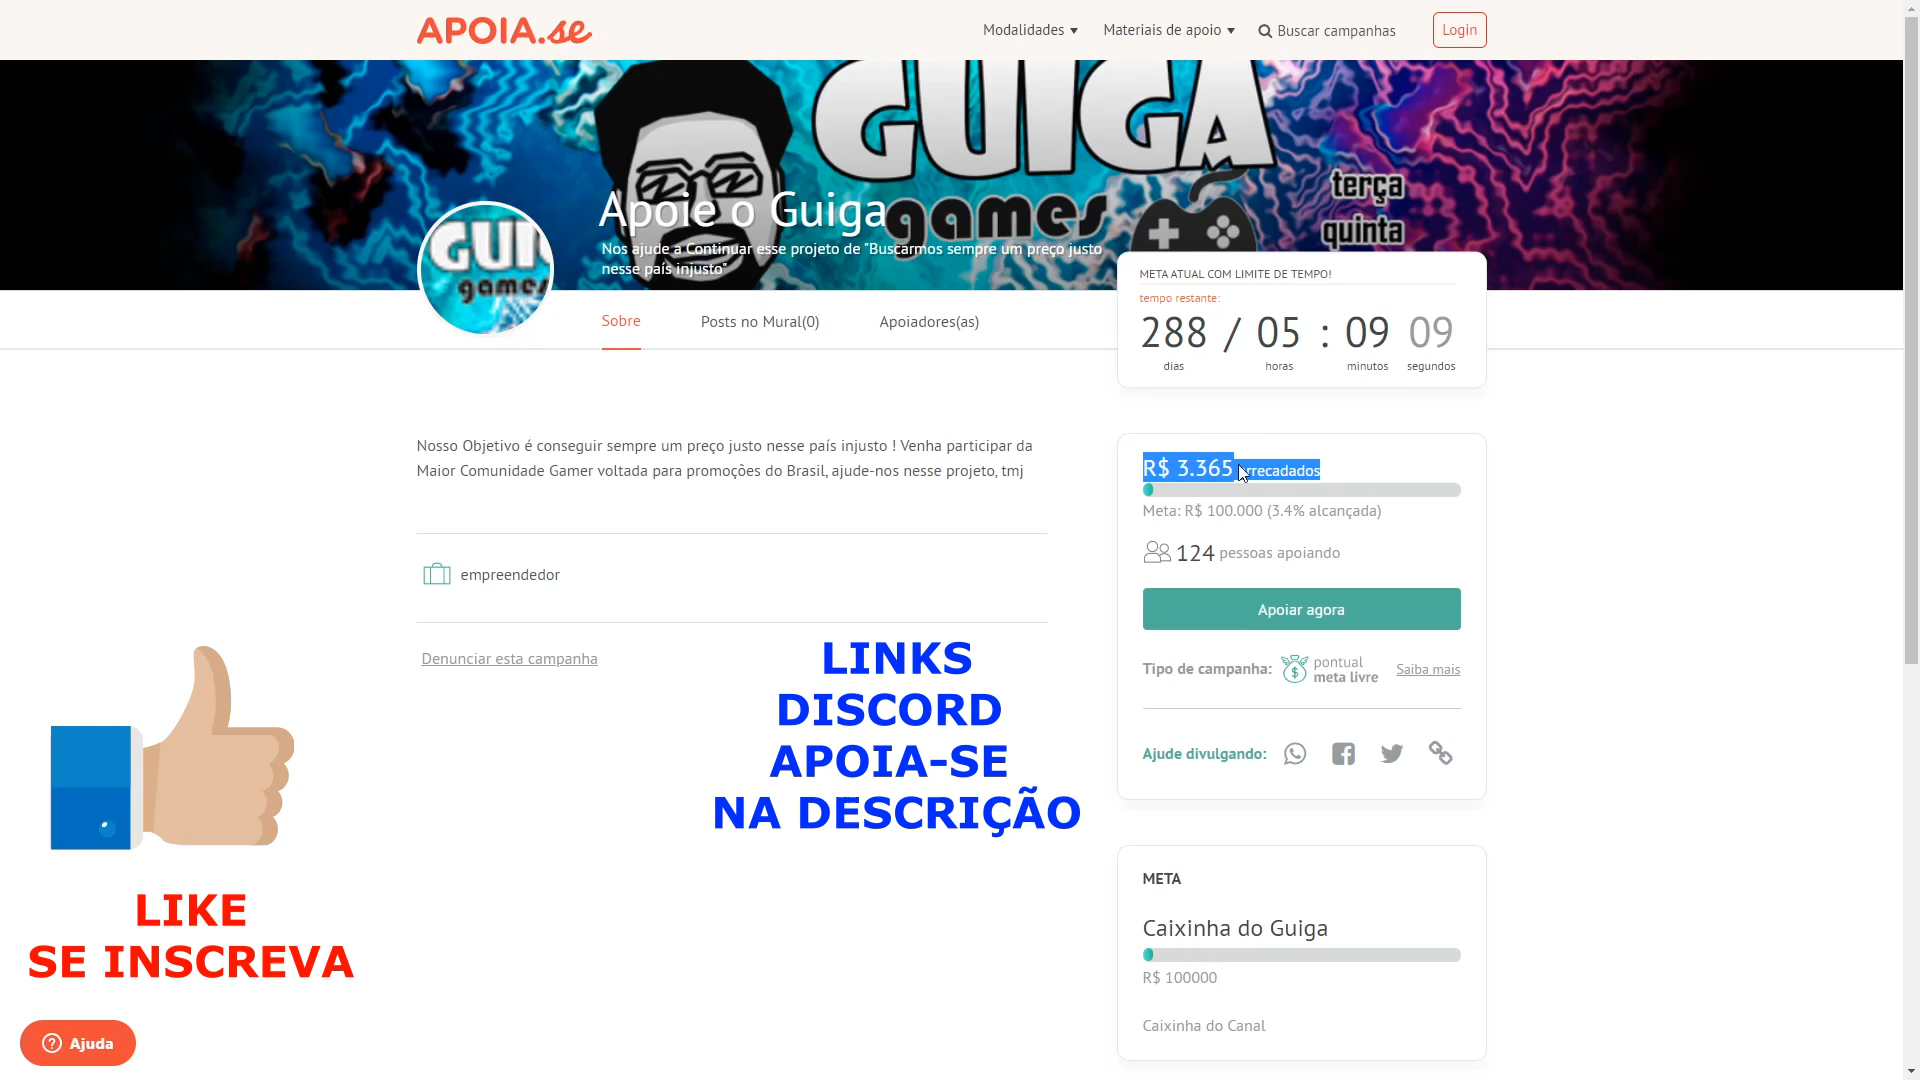 APOIA.se
Modalidades
Materiais de apoio
Buscar campanhas
Login
GUIGA
games
terça
quinta
Apoie o Guiga
Nos ajude a Continuar esse projeto de "Buscarmos sempre um preço justo
nesse país injusto"
GUI
games
Sobre
Posts no Mural(0)
Apoiadores(as)
META ATUAL COM LIMITE DE TEMPO!
tempo restante:
288 / 05 : 09 09
dias horas minutos segundos
Nosso Objetivo é conseguir sempre um preço justo nesse país injusto ! Venha participar da
Maior Comunidade Gamer voltada para promoções do Brasil, ajude-nos nesse projeto, tmj
empreendedor
Denunciar esta campanha
R$ 3.365 arrecadados
Meta: R$ 100.000 (3.4% alcançada)
124 pessoas apoiando
Apoiar agora
Tipo de campanha:
pontual
meta livre
Saiba mais
Ajude divulgando:
META
Caixinha do Guiga
R$ 100000
Caixinha do Canal
LINKS
DISCORD
APOIA-SE
NA DESCRIÇÃO
LIKE
SE INSCREVA
Ajuda